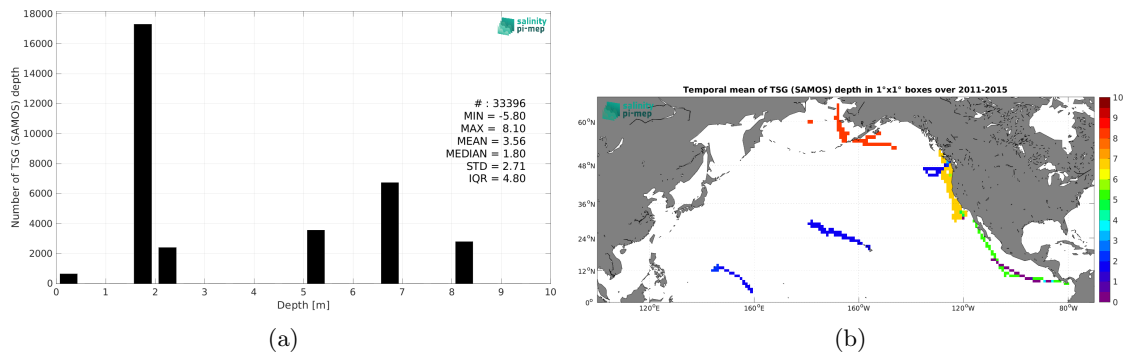 18000
16000
14000
12000
10000
8000
6000
4000
2000
0
Number of TSG (SAMOS) depth
salinity
pi-mep
# : 33396
MIN = -5.80
MAX = 8.10
MEAN = 3.56
MEDIAN = 1.80
STD = 2.71
IQR = 4.80
0 1 2 3 4 5 6 7 8 9 10
Depth [m]
(a)
Temporal mean of TSG (SAMOS) depth in 1°x1° boxes over 2011-2015
salinity
pi-mep
60°N
48°N
36°N
24°N
12°N
0°
120°E 160°E 160°W 120°W 80°W
10
9
8
7
6
5
4
3
2
1
0
(b)